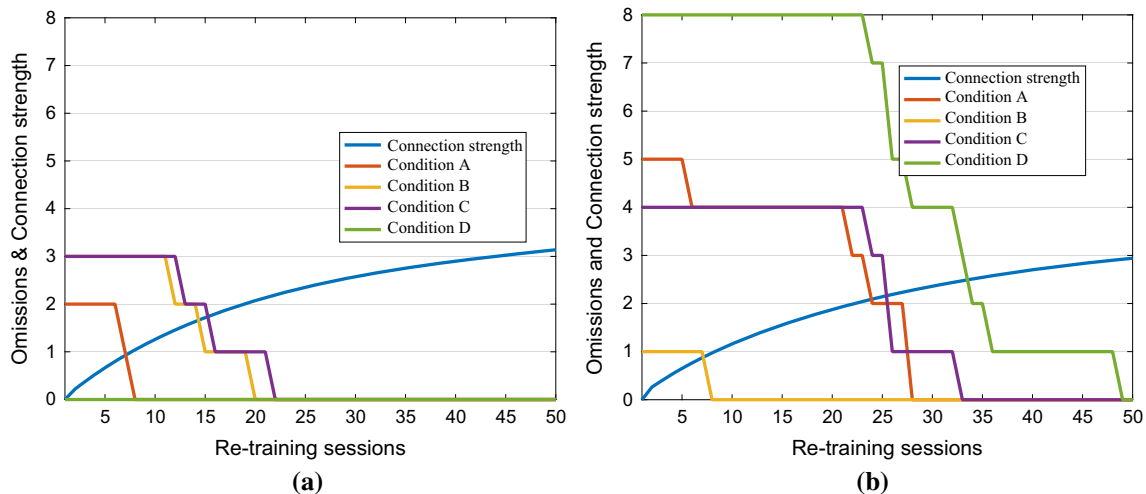 Omissions & Connection strength
8
7
6
5
4
3
2
1
0
5 10 15 20 25 30 35 40 45 50
Re-training sessions
Connection strength
Condition A
Condition B
Condition C
Condition D
(a)
Omissions and Connection strength
8
7
6
5
4
3
2
1
0
5 10 15 20 25 30 35 40 45 50
Re-training sessions
Connection strength
Condition A
Condition B
Condition C
Condition D
(b)